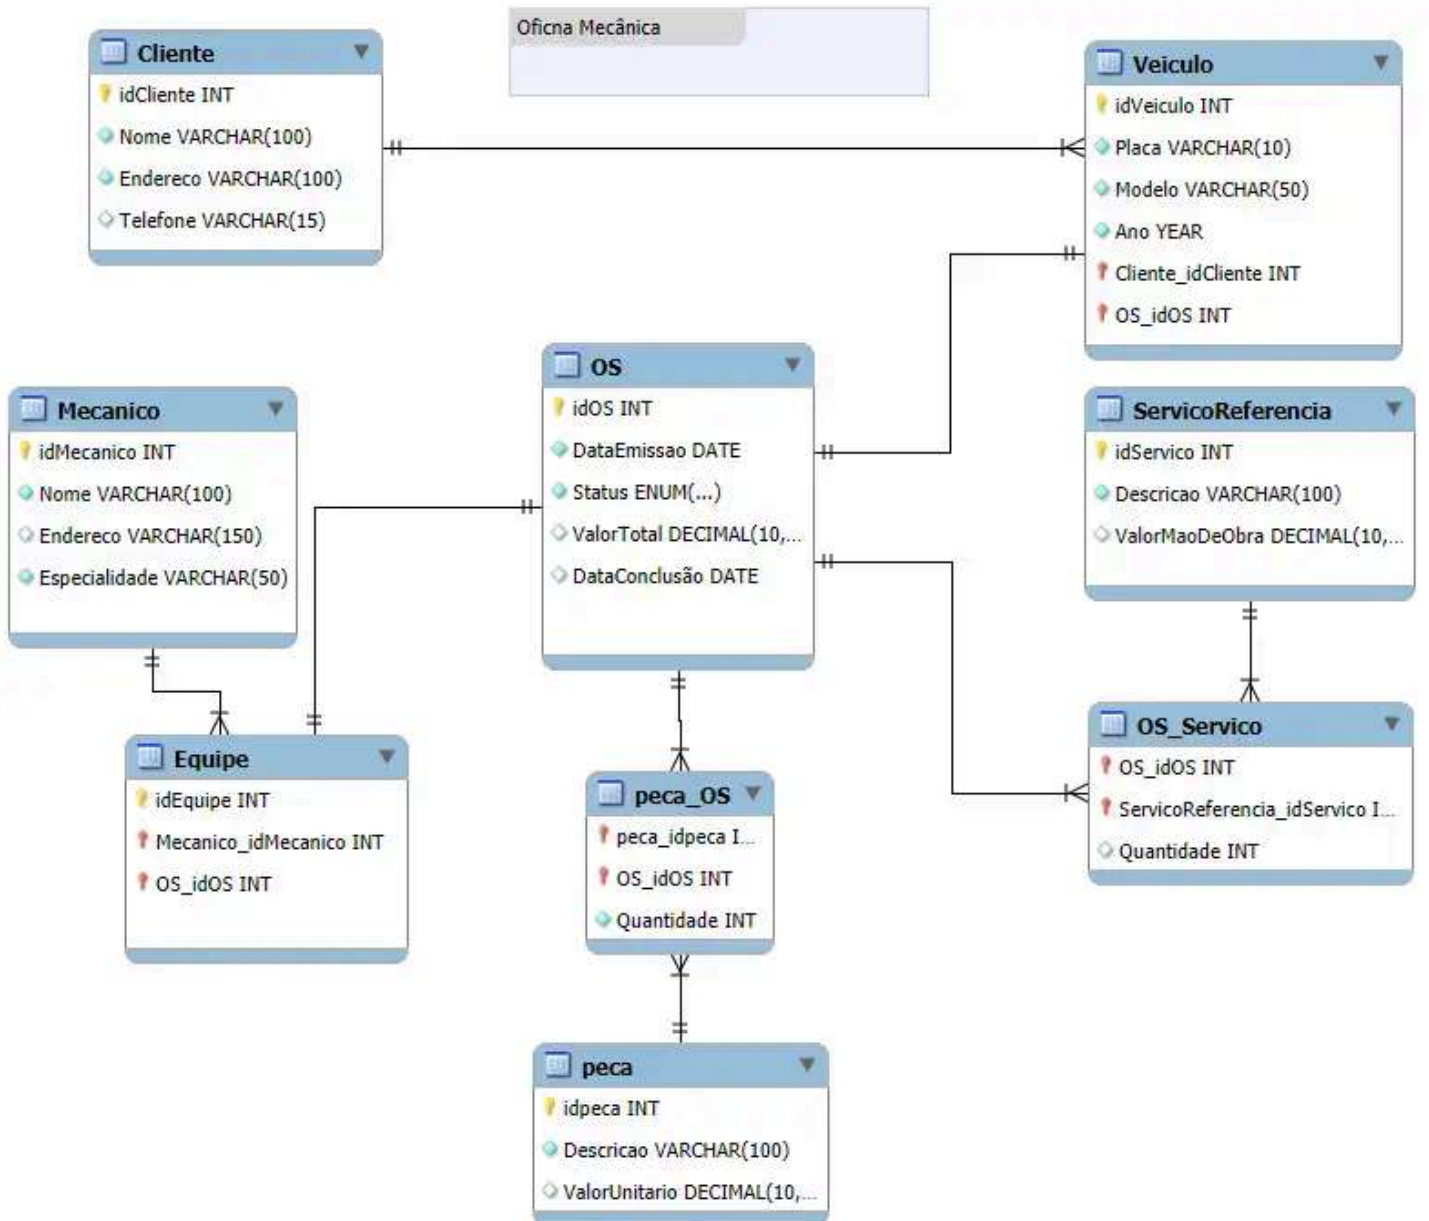 Oficna Mecânica
Cliente
idCliente INT
Nome VARCHAR(100)
Endereco VARCHAR(100)
Telefone VARCHAR(15)
Veiculo
idVeiculo INT
Placa VARCHAR(10)
Modelo VARCHAR(50)
Ano YEAR
Cliente_idCliente INT
OS_idOS INT
OS
idOS INT
DataEmissao DATE
Status ENUM(...)
ValorTotal DECIMAL(10,...
DataConclusão DATE
Mecanico
idMecanico INT
Nome VARCHAR(100)
Endereco VARCHAR(150)
Especialidade VARCHAR(50)
ServicoReferencia
idServico INT
Descricao VARCHAR(100)
ValorMaoDeObra DECIMAL(10,...
Equipe
idEquipe INT
Mecanico_idMecanico INT
OS_idOS INT
peca_OS
peca_idpeca I...
OS_idOS INT
Quantidade INT
OS_Servico
OS_idOS INT
ServicoReferencia_idServico I...
Quantidade INT
peca
idpeca INT
Descricao VARCHAR(100)
ValorUnitario DECIMAL(10,...